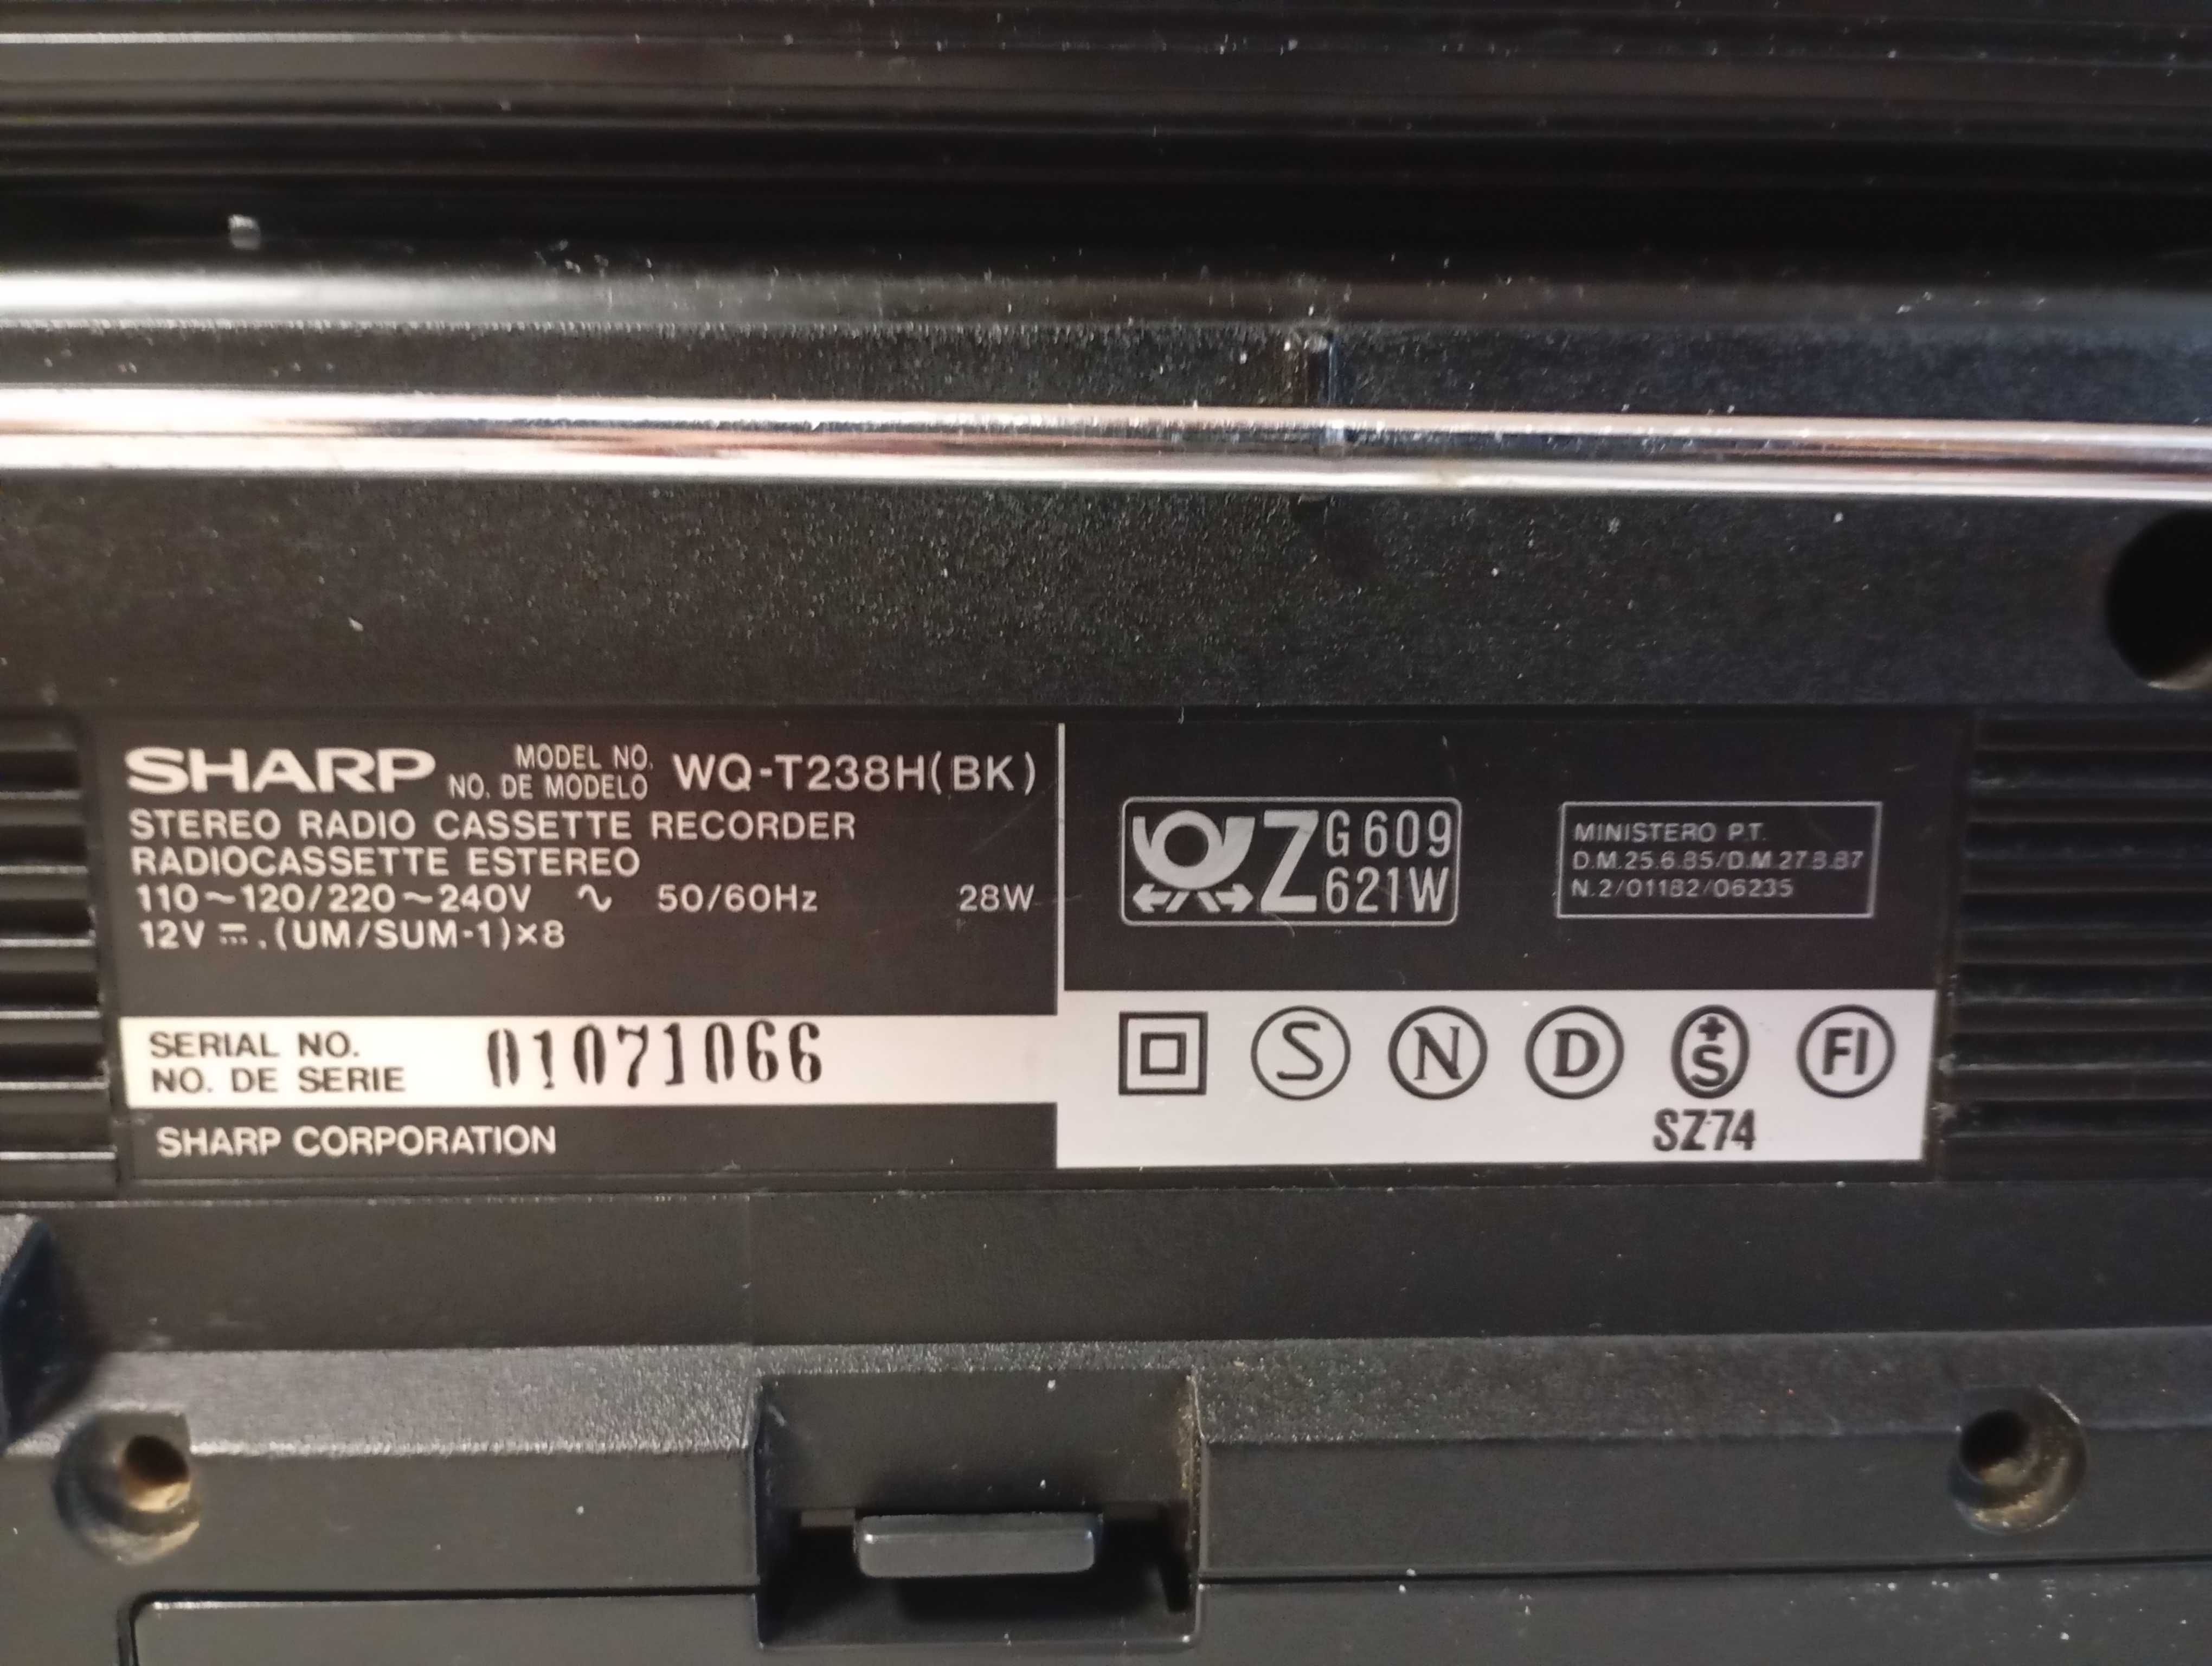 SHARP MODEL NO. WQ-T238H(BK)
NO. DE MODELO
STEREO RADIO CASSETTE RECORDER
RADIOCASSETTE ESTEREO
110~120/220~240V ∿ 50/60Hz 28W
12V ⎓ .(UM/SUM-1)×8
SERIAL NO. 01071066
NO. DE SERIE
SHARP CORPORATION
Z G609
621W
MINISTERO P.T.
D.M.25.6.85/D.M.27.8.87
N.2/01182/06235
S N D +S FI
SZ74